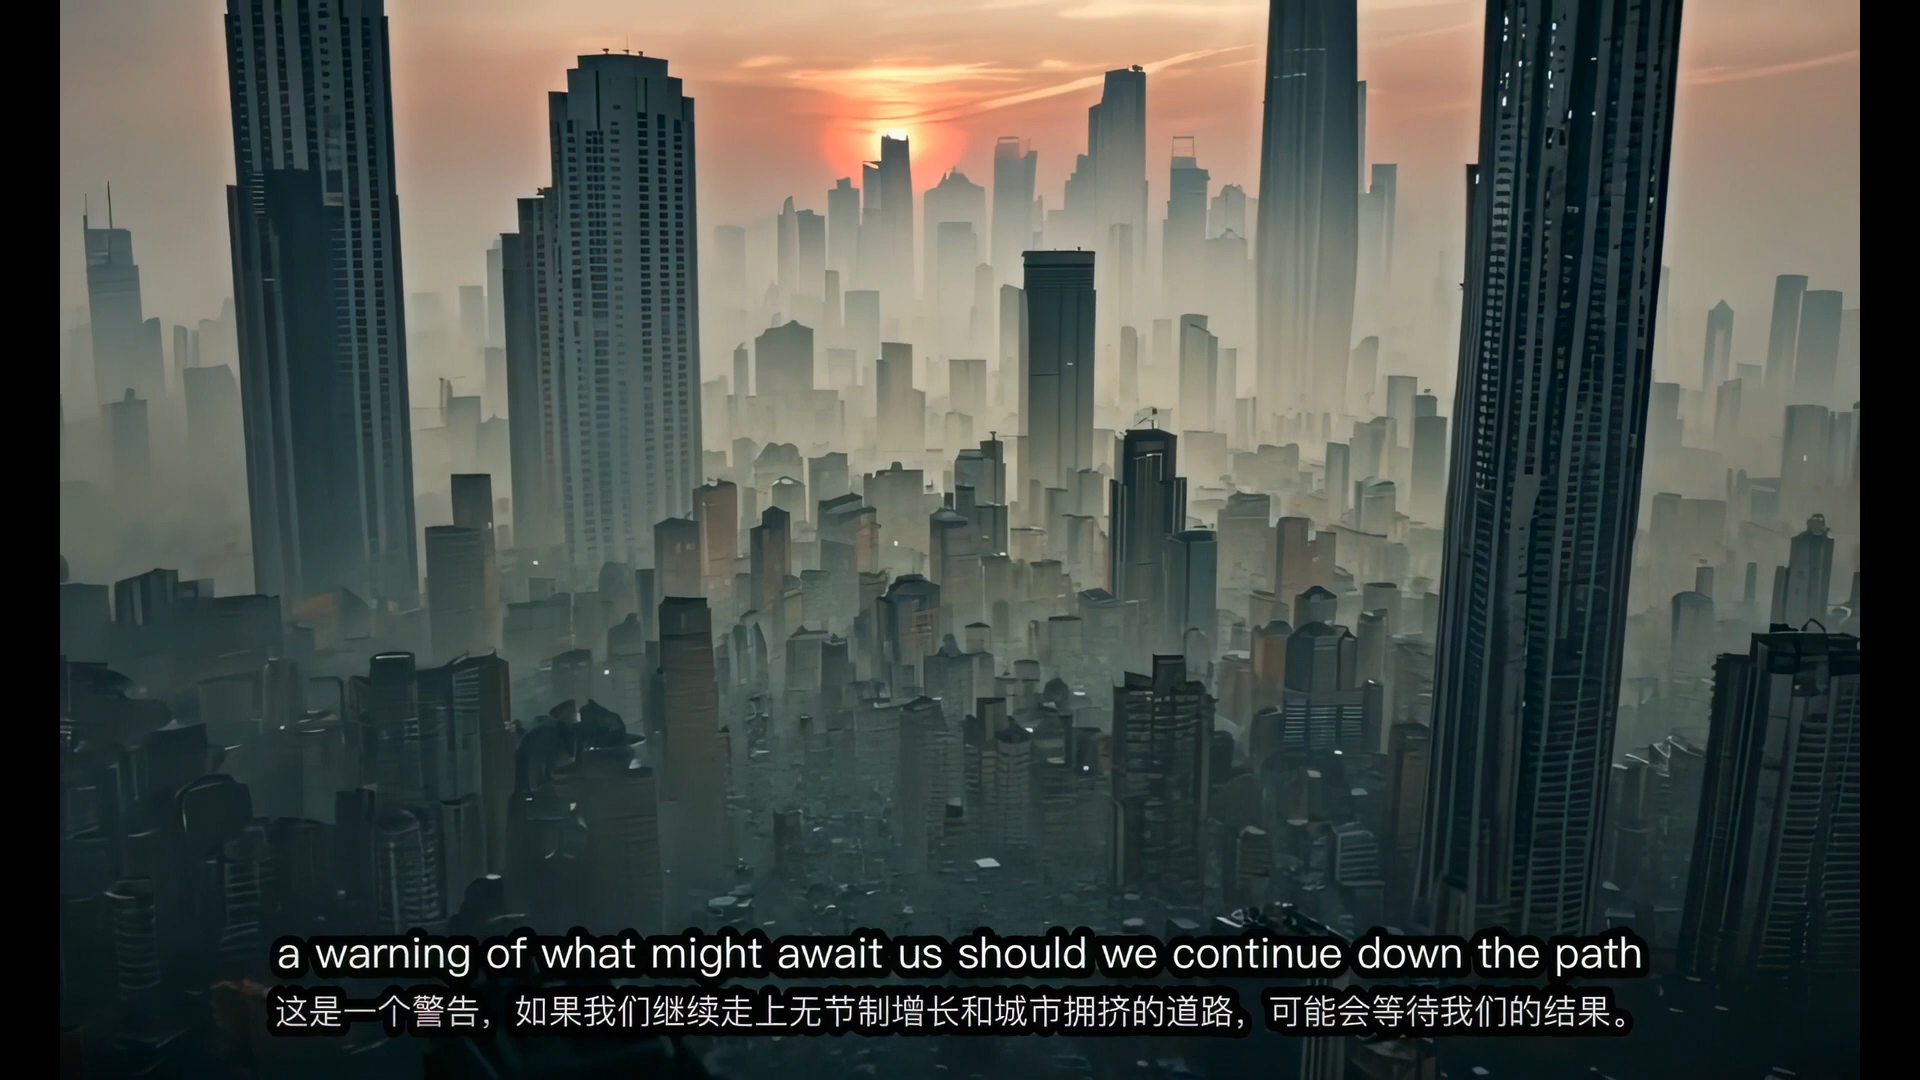 a warning of what might await us should we continue down the path
这是一个警告，如果我们继续走上无节制增长和城市拥挤的道路，可能会等待我们的结果。